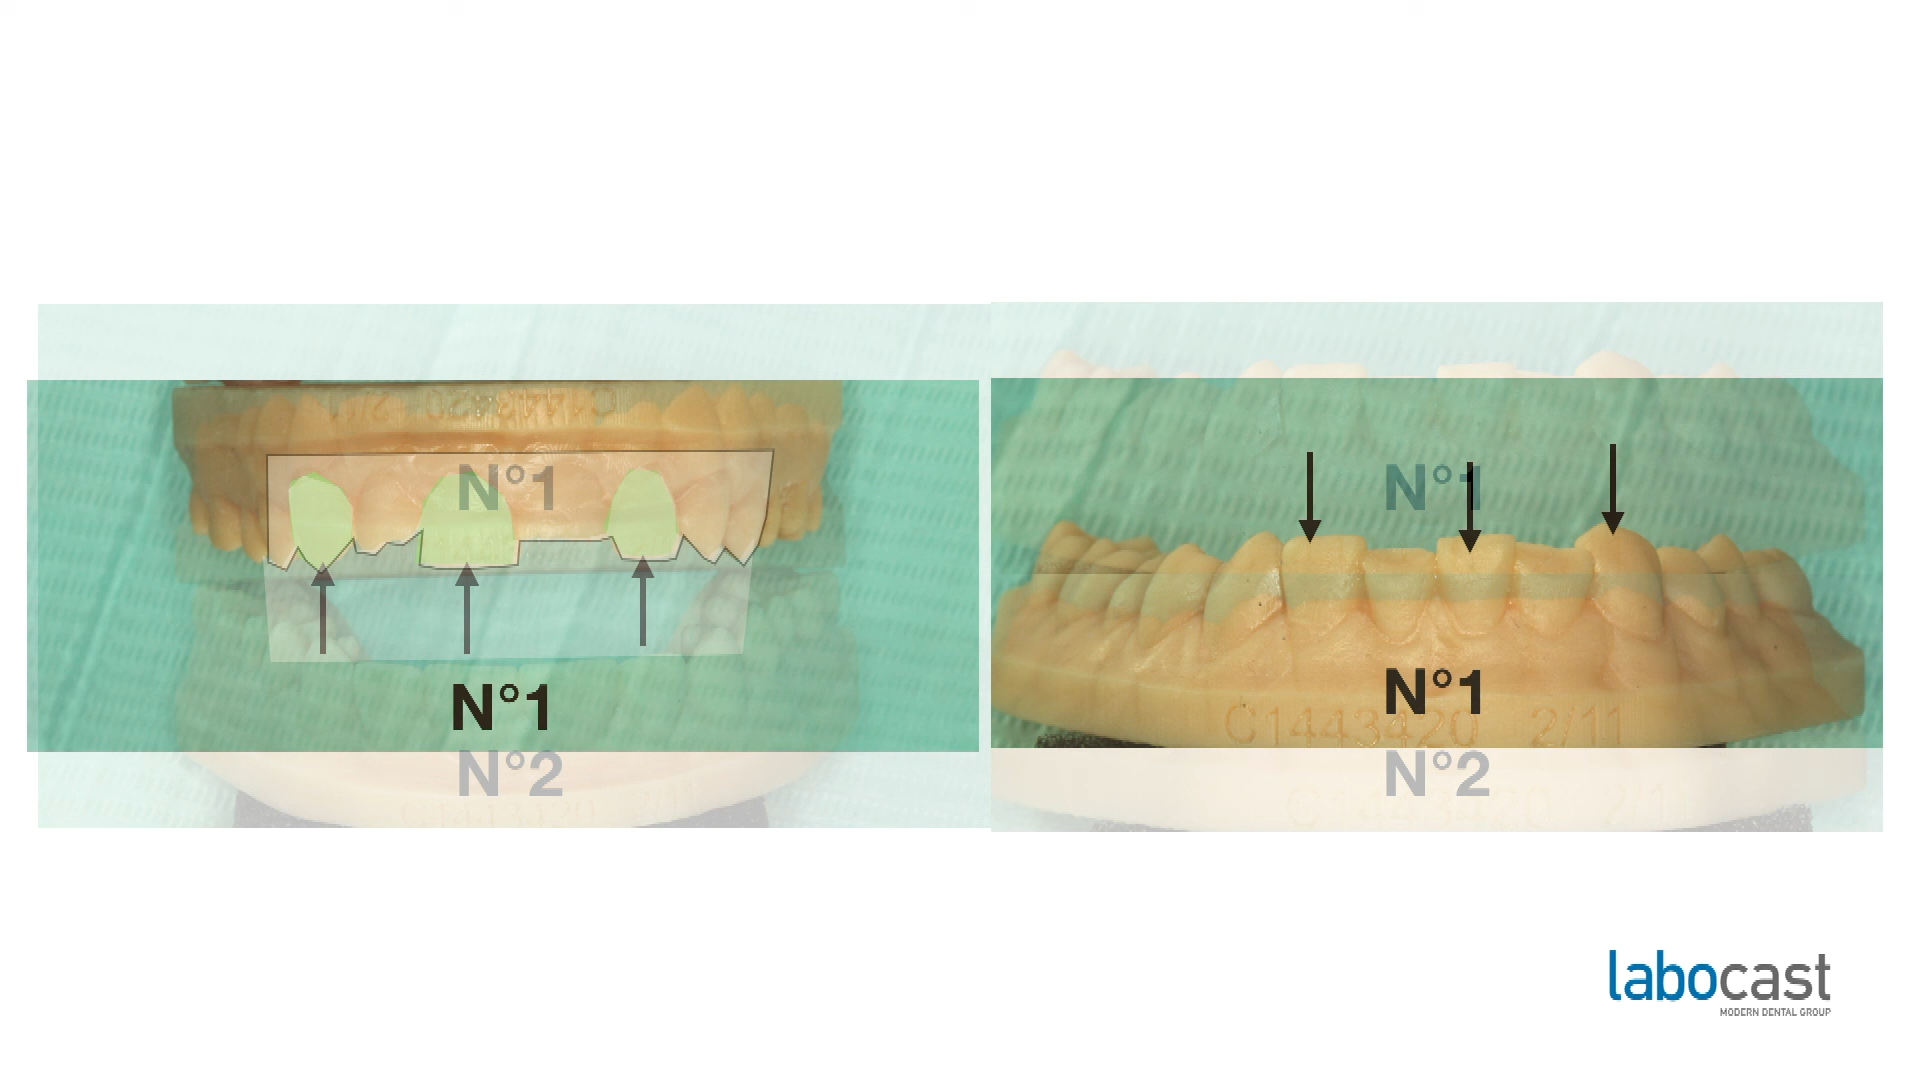 C1443420 2/11
N°1
N°1
N°2
N°1
N°1
C1443420 2/11
N°2
labocast
MODERN DENTAL GROUP